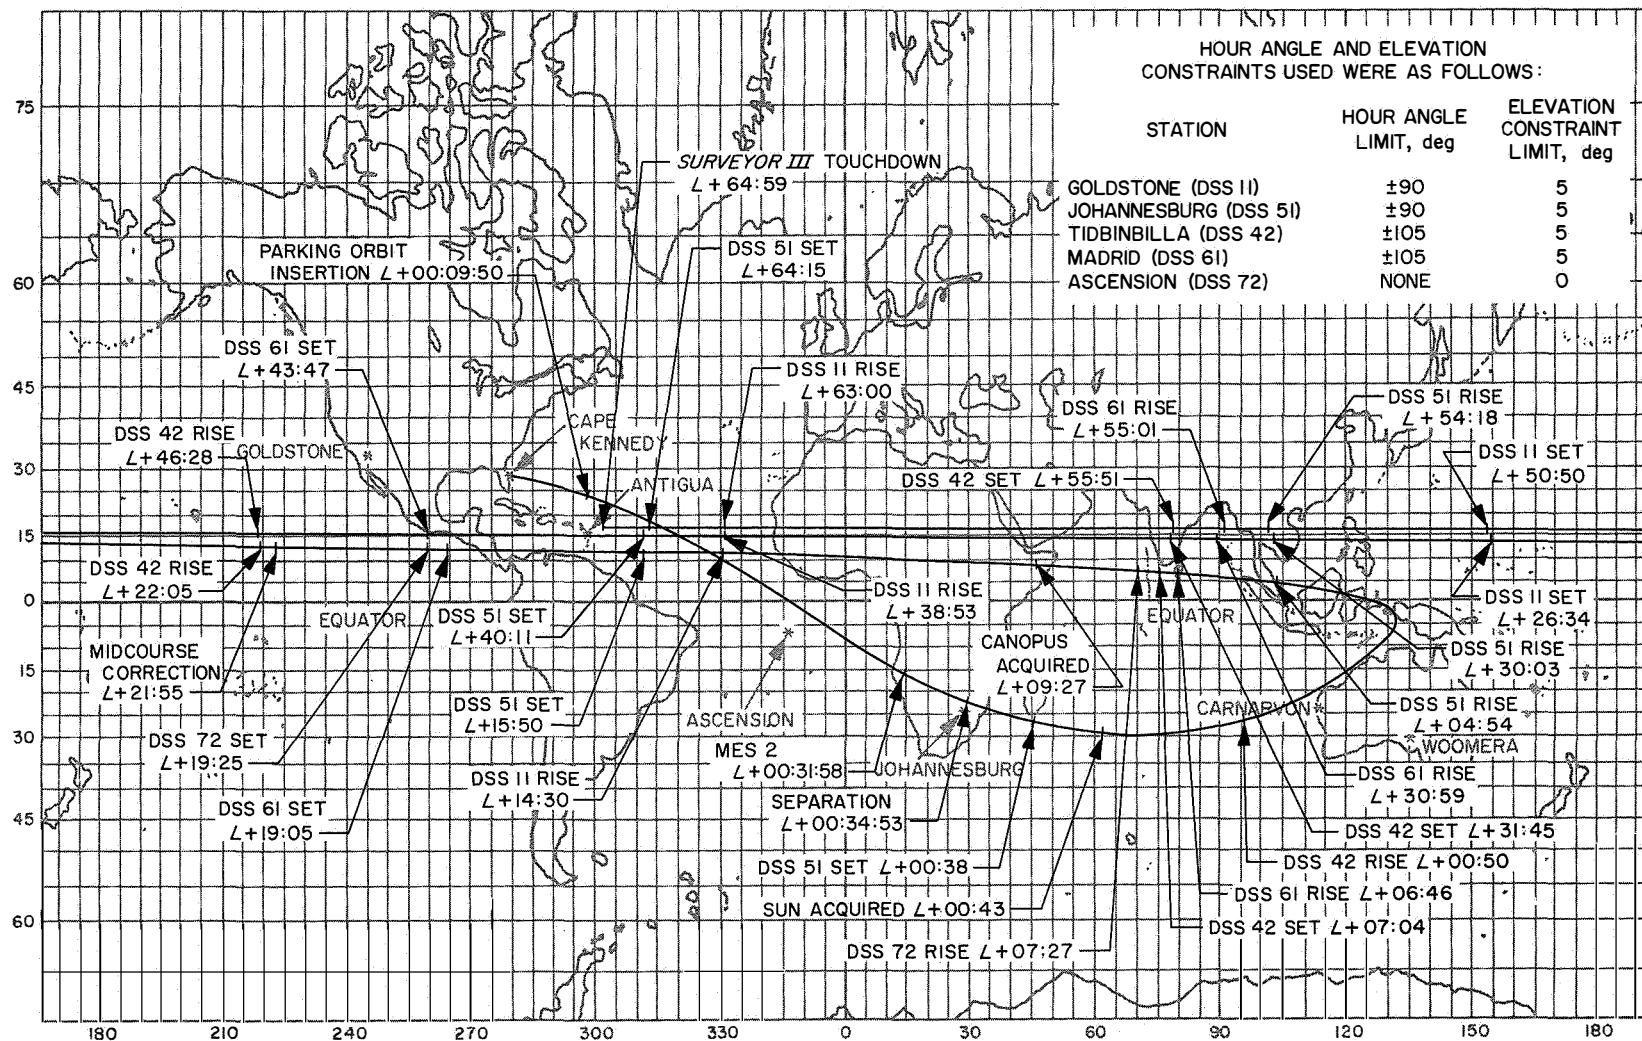 HOUR ANGLE AND ELEVATION
CONSTRAINTS USED WERE AS FOLLOWS:
STATION
HOUR ANGLE
LIMIT, deg
ELEVATION
CONSTRAINT
LIMIT, deg
GOLDSTONE (DSS 11) ±90 5
JOHANNESBURG (DSS 51) ±90 5
TIDBINBILLA (DSS 42) ±105 5
MADRID (DSS 61) ±105 5
ASCENSION (DSS 72) NONE 0
75
60
45
30
15
0
15
30
45
60
SURVEYOR III TOUCHDOWN
L+64:59
PARKING ORBIT
INSERTION L+00:09:50
DSS 51 SET
L+64:15
DSS 61 SET
L+43:47
DSS 11 RISE
L+63:00
DSS 61 RISE
L+55:01
DSS 51 RISE
L+54:18
DSS 42 RISE
L+46:28
GOLDSTONE
CAPE
KENNEDY
ANTIGUA
DSS 42 SET L+55:51
DSS 11 SET
L+50:50
DSS 42 RISE
L+22:05
EQUATOR
DSS 51 SET
L+40:11
DSS 11 RISE
L+38:53
EQUATOR
DSS 11 SET
L+26:34
MIDCOURSE
CORRECTION
L+21:55
CANOPUS
ACQUIRED
L+09:27
DSS 51 RISE
L+30:03
DSS 51 SET
L+15:50
ASCENSION
CARNARVON
DSS 51 RISE
L+04:54
DSS 72 SET
L+19:25
MES 2
L+00:31:58
JOHANNESBURG
WOOMERA
DSS 11 RISE
L+14:30
DSS 61 RISE
L+30:59
DSS 61 SET
L+19:05
SEPARATION
L+00:34:53
DSS 42 SET L+31:45
DSS 51 SET L+00:38
DSS 42 RISE L+00:50
SUN ACQUIRED L+00:43
DSS 61 RISE L+06:46
DSS 42 SET L+07:04
DSS 72 RISE L+07:27
180 210 240 270 300 330 0 30 60 90 120 150 180